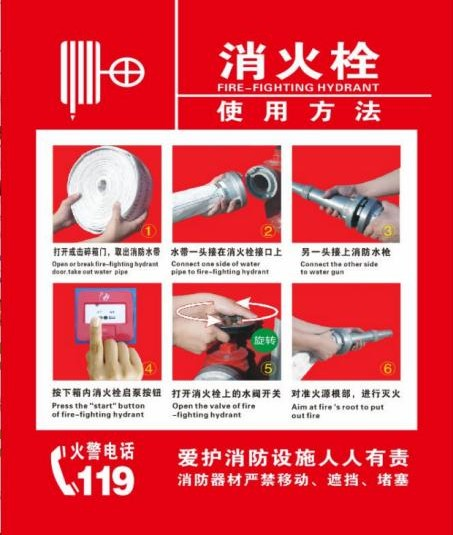 消火栓
FIRE-FIGHTING HYDRANT
使用方法
1
打开或击碎箱门，取出消防水带
Open or break fire-fighting hydrant
door,take out water pipe
2
水带一头接在消火栓接口上
Connect one side of water
pipe to fire-fighting hydrant
3
另一头接上消防水枪
Connect the other side
to water gun
4
按下箱内消火栓启泵按钮
Press the "start" button
of fire-fighting hydrant
旋转
5
打开消火栓上的水阀开关
Open the valve of fire
-fighting hydrant
6
对准火源根部，进行灭火
Aim at fire 's root to put
out fire
火警电话
119
爱护消防设施人人有责
消防器材严禁移动、遮挡、堵塞